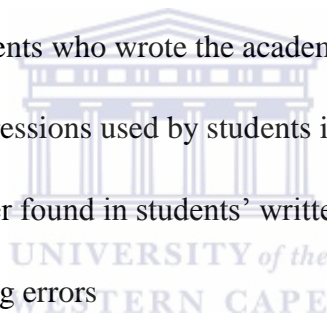 ents who wrote the academ
essions used by students i
r found in students' writte
UNIVERSITY of the
g errors
WESTERN CAPE